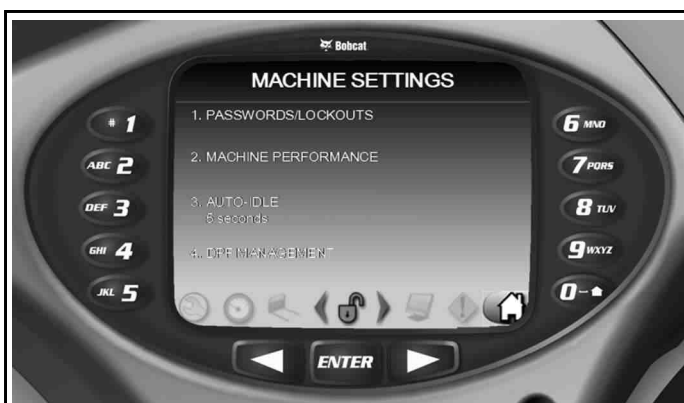 Bobcat
MACHINE SETTINGS
1. PASSWORDS/LOCKOUTS
2. MACHINE PERFORMANCE
3. AUTO-IDLE
5 seconds
4. DPF MANAGEMENT
# 1
ABC 2
DEF 3
GHI 4
JKL 5
6 MNO
7 PQRS
8 TUV
9 WXYZ
0
ENTER